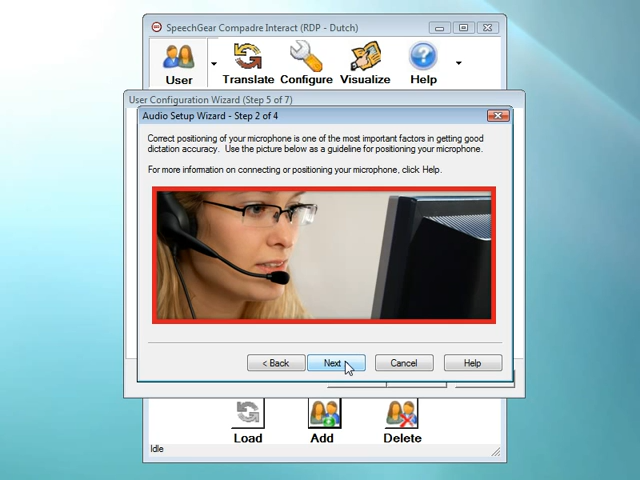 SpeechGear Compadre Interact (RDP - Dutch)
User Translate Configure Visualize Help
User Configuration Wizard (Step 5 of 7)
Audio Setup Wizard - Step 2 of 4
Correct positioning of your microphone is one of the most important factors in getting good
dictation accuracy. Use the picture below as a guideline for positioning your microphone.
For more information on connecting or positioning your microphone, click Help.
< Back Next Cancel Help
Load Add Delete
Idle